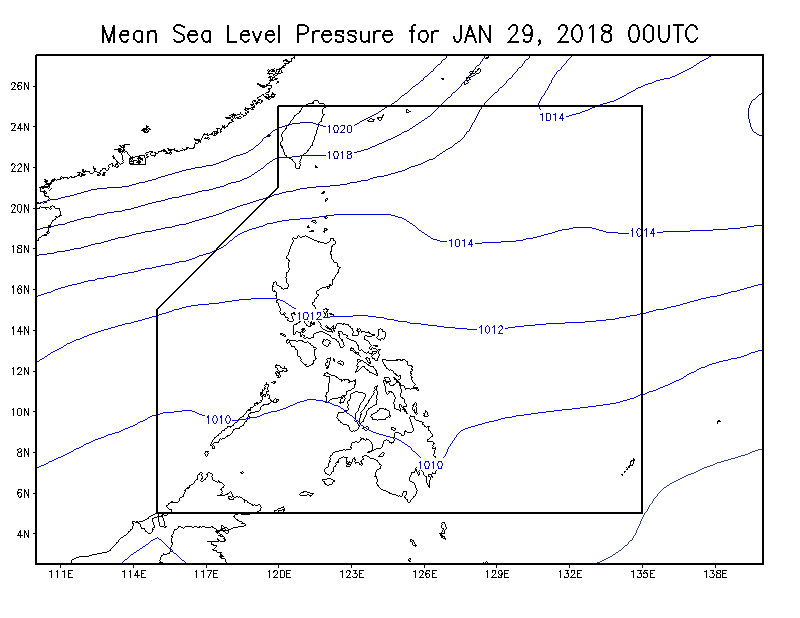 Mean Sea Level Pressure for JAN 29, 2018 00UTC
26N
24N
22N
20N
18N
16N
14N
12N
10N
8N
6N
4N
1014
1020
1018
1014
1014
1012
1012
1010
1010
111E 114E 117E 120E 123E 126E 129E 132E 135E 138E